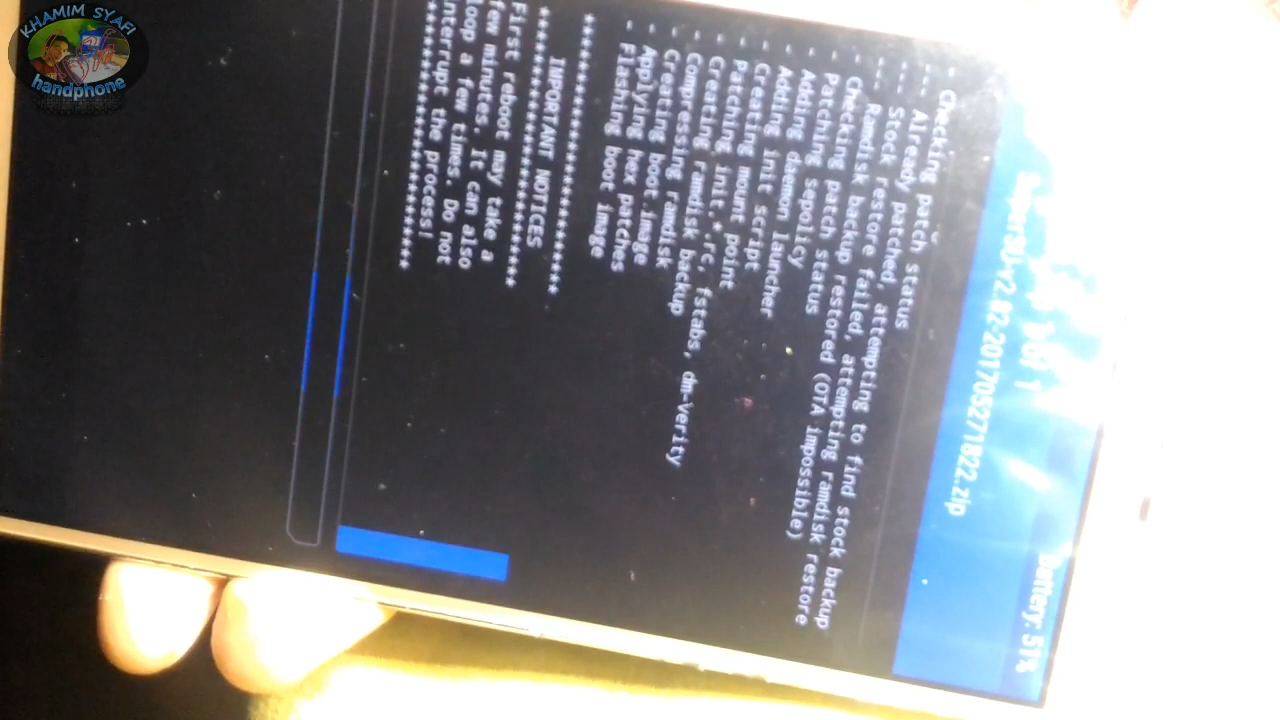 KHAMIM SYAFI
handphone
Battery: 51%
SuperSU-v2.82-201705271822.zip
- Checking patch status
--- Already patched, attempting to find stock backup
--- Stock restore failed, attempting ramdisk restore
--- Ramdisk backup restored (OTA impossible)
- Checking patch status
- Patching sepolicy
- Adding daemon launcher
- Adding init script
- Creating mount point
- Patching init.*.rc, fstabs, dm-verity
- Creating ramdisk backup
- Compressing ramdisk
- Creating boot image
- Applying hex patches
- Flashing boot image
*****************************
IMPORTANT NOTICES
*****************************
First reboot may take a
few minutes. It can also
loop a few times. Do not
interrupt the process!
*****************************